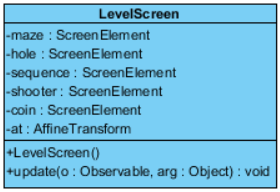 LevelScreen
-maze : ScreenElement
-hole : ScreenElement
-sequence : ScreenElement
-shooter : ScreenElement
-coin : ScreenElement
-at : AffineTransform
+LevelScreen()
+update(o : Observable, arg : Object) : void